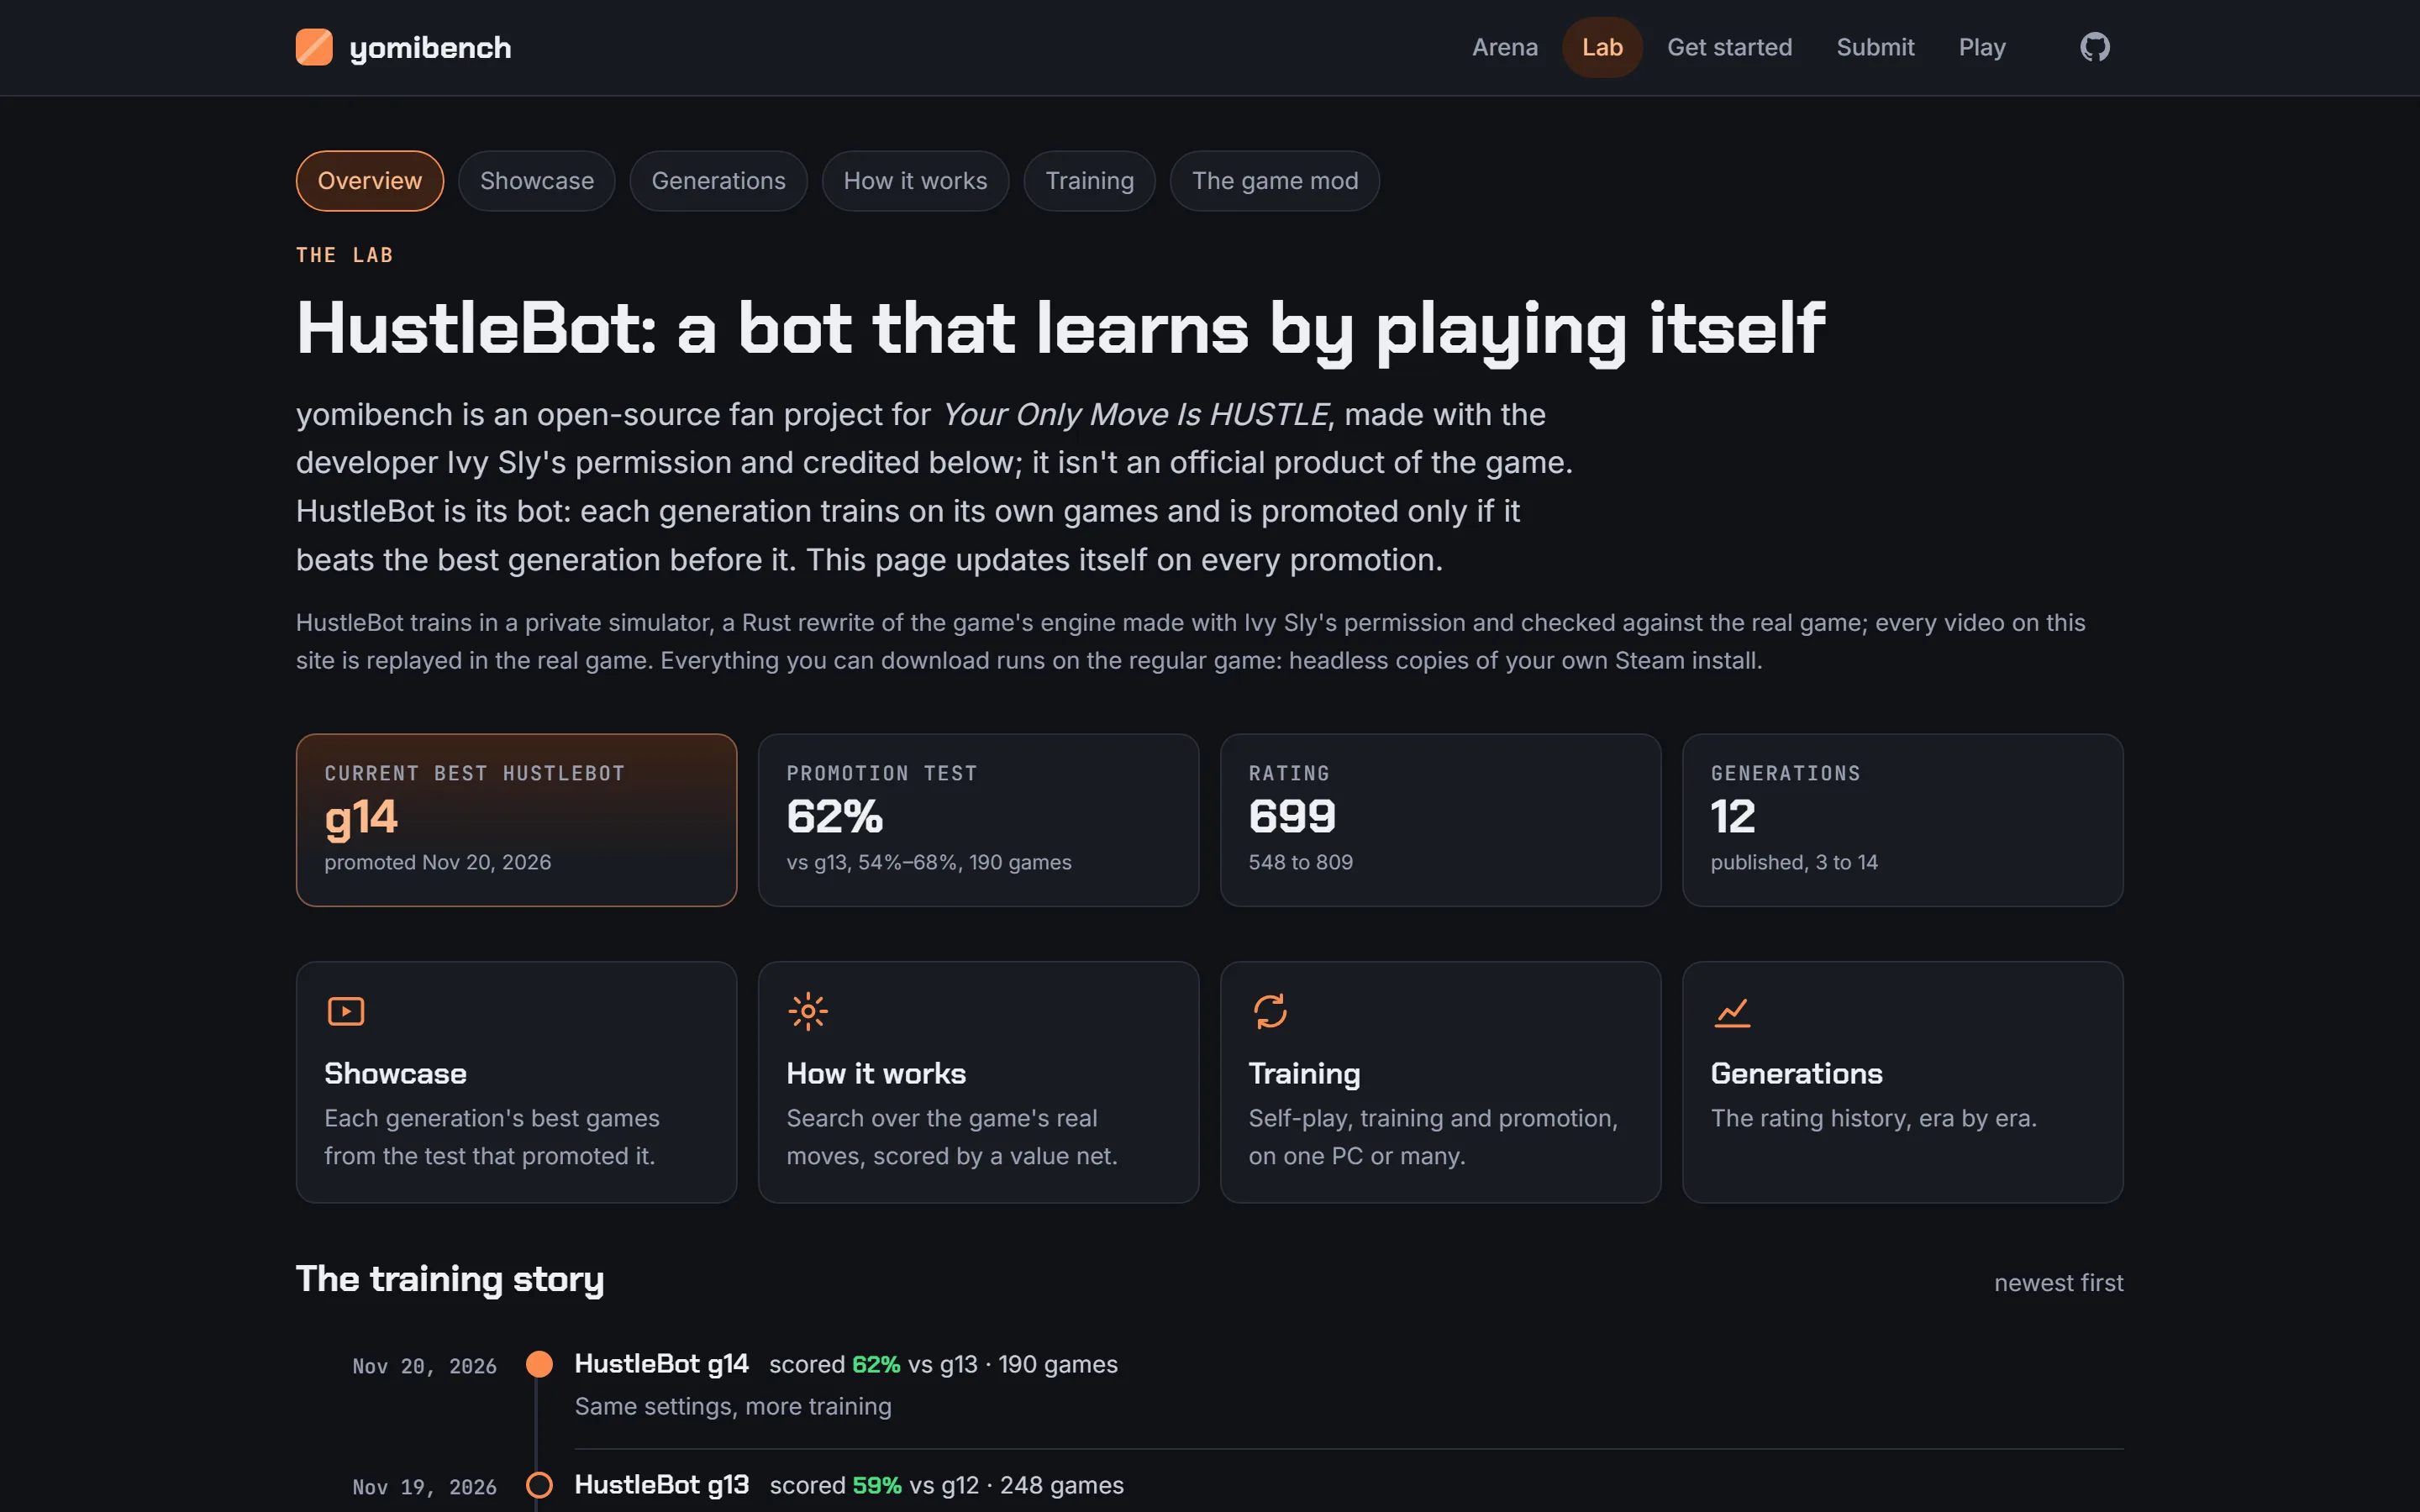 yomibench
Arena
Lab
Get started
Submit
Play
Overview
Showcase
Generations
How it works
Training
The game mod
THE LAB
HustleBot: a bot that learns by playing itself
yomibench is an open-source fan project for Your Only Move Is HUSTLE, made with the
developer Ivy Sly's permission and credited below; it isn't an official product of the game.
HustleBot is its bot: each generation trains on its own games and is promoted only if it
beats the best generation before it. This page updates itself on every promotion.
HustleBot trains in a private simulator, a Rust rewrite of the game's engine made with Ivy Sly's permission and checked against the real game; every video on this
site is replayed in the real game. Everything you can download runs on the regular game: headless copies of your own Steam install.
CURRENT BEST HUSTLEBOT
g14
promoted Nov 20, 2026
PROMOTION TEST
62%
vs g13, 54%–68%, 190 games
RATING
699
548 to 809
GENERATIONS
12
published, 3 to 14
Showcase
Each generation's best games
from the test that promoted it.
How it works
Search over the game's real
moves, scored by a value net.
Training
Self-play, training and promotion,
on one PC or many.
Generations
The rating history, era by era.
The training story
newest first
Nov 20, 2026
HustleBot g14 scored 62% vs g13 · 190 games
Same settings, more training
Nov 19, 2026
HustleBot g13 scored 59% vs g12 · 248 games